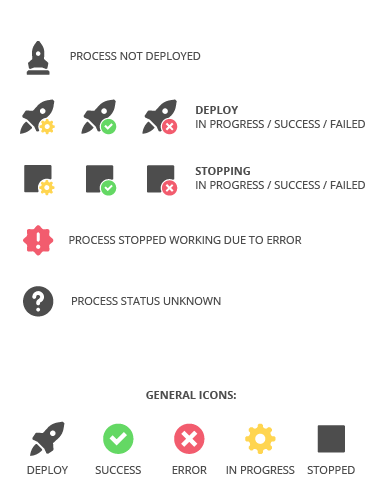 PROCESS NOT DEPLOYED
DEPLOY
IN PROGRESS / SUCCESS / FAILED
STOPPING
IN PROGRESS / SUCCESS / FAILED
PROCESS STOPPED WORKING DUE TO ERROR
PROCESS STATUS UNKNOWN
GENERAL ICONS:
DEPLOY SUCCESS ERROR IN PROGRESS STOPPED